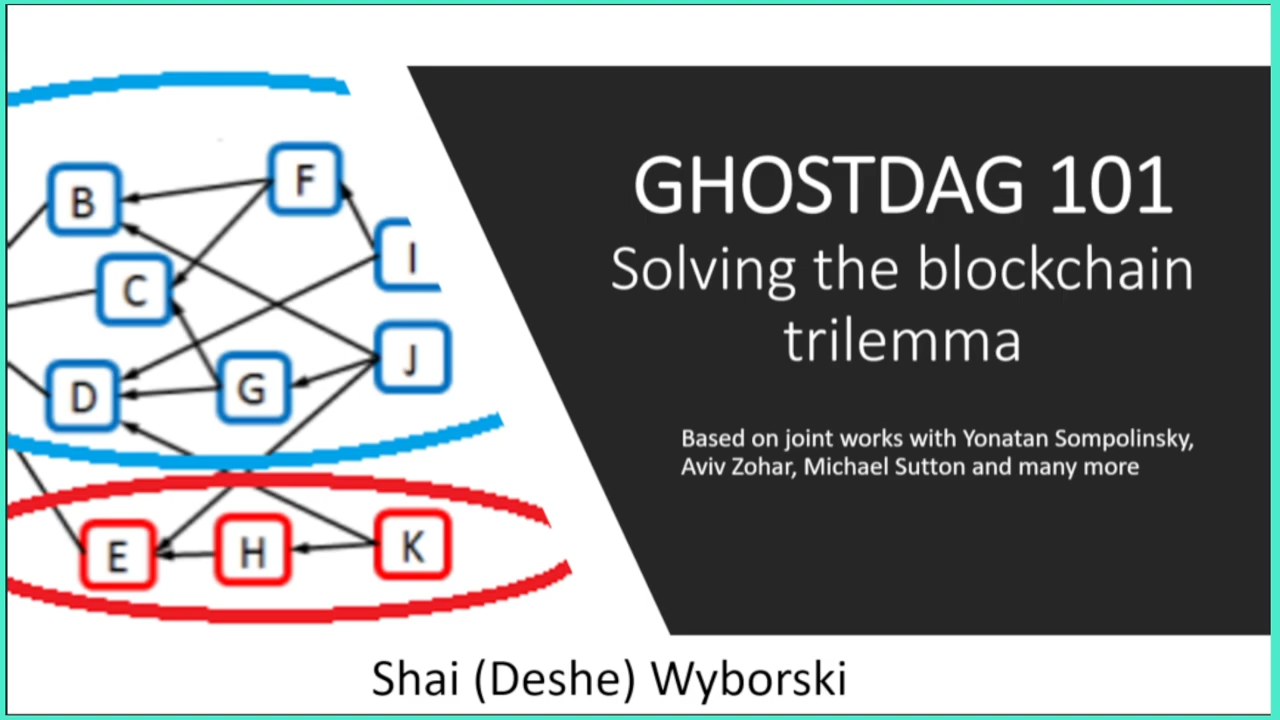 GHOSTDAG 101
Solving the blockchain
trilemma
Based on joint works with Yonatan Sompolinsky,
Aviv Zohar, Michael Sutton and many more
B
F
C
I
D
G
J
E
H
K
Shai (Deshe) Wyborski